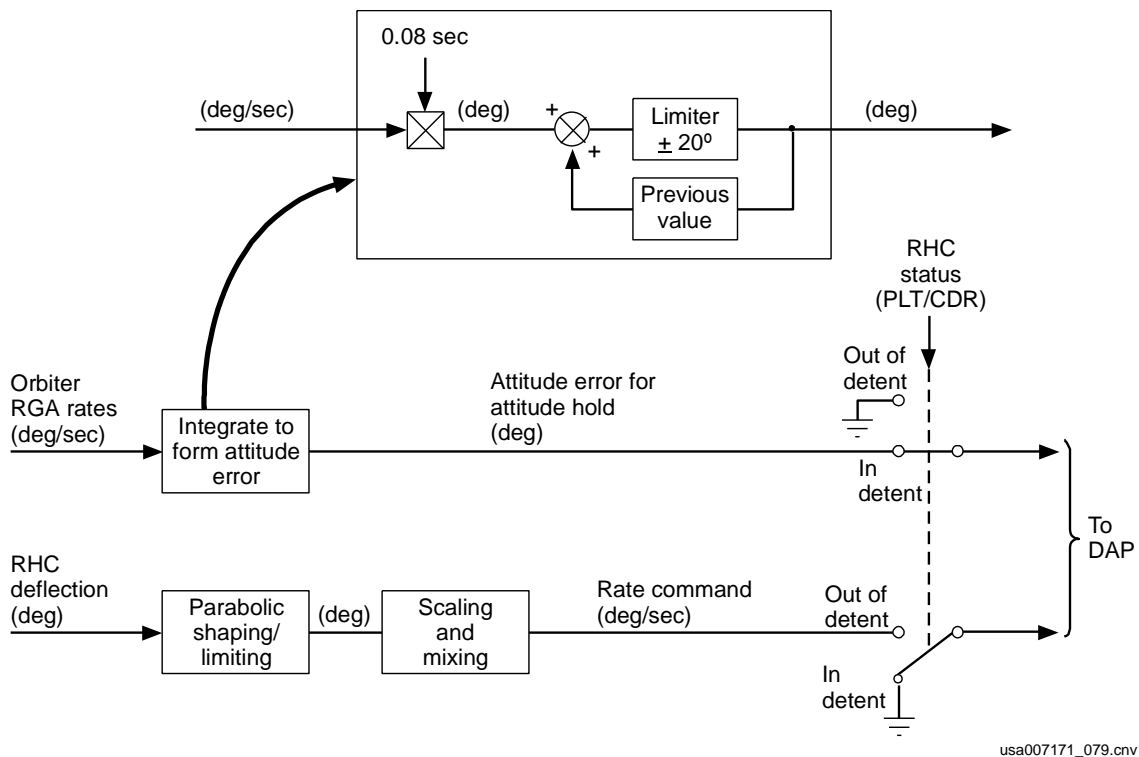 0.08 sec
(deg/sec)
(deg)
+
+
Limiter
± 20º
(deg)
Previous
value
RHC
status
(PLT/CDR)
Out of
detent
Orbiter
RGA rates
(deg/sec)
Integrate to
form attitude
error
Attitude error for
attitude hold
(deg)
In
detent
To
DAP
RHC
deflection
(deg)
Parabolic
shaping/
limiting
(deg)
Scaling
and
mixing
Rate command
(deg/sec)
Out of
detent
In
detent
usa007171_079.cnv